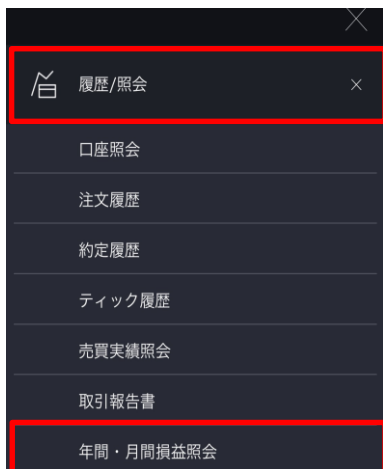 履歴/照会
口座照会
注文履歴
約定履歴
ティック履歴
売買実績照会
取引報告書
年間・月間損益照会